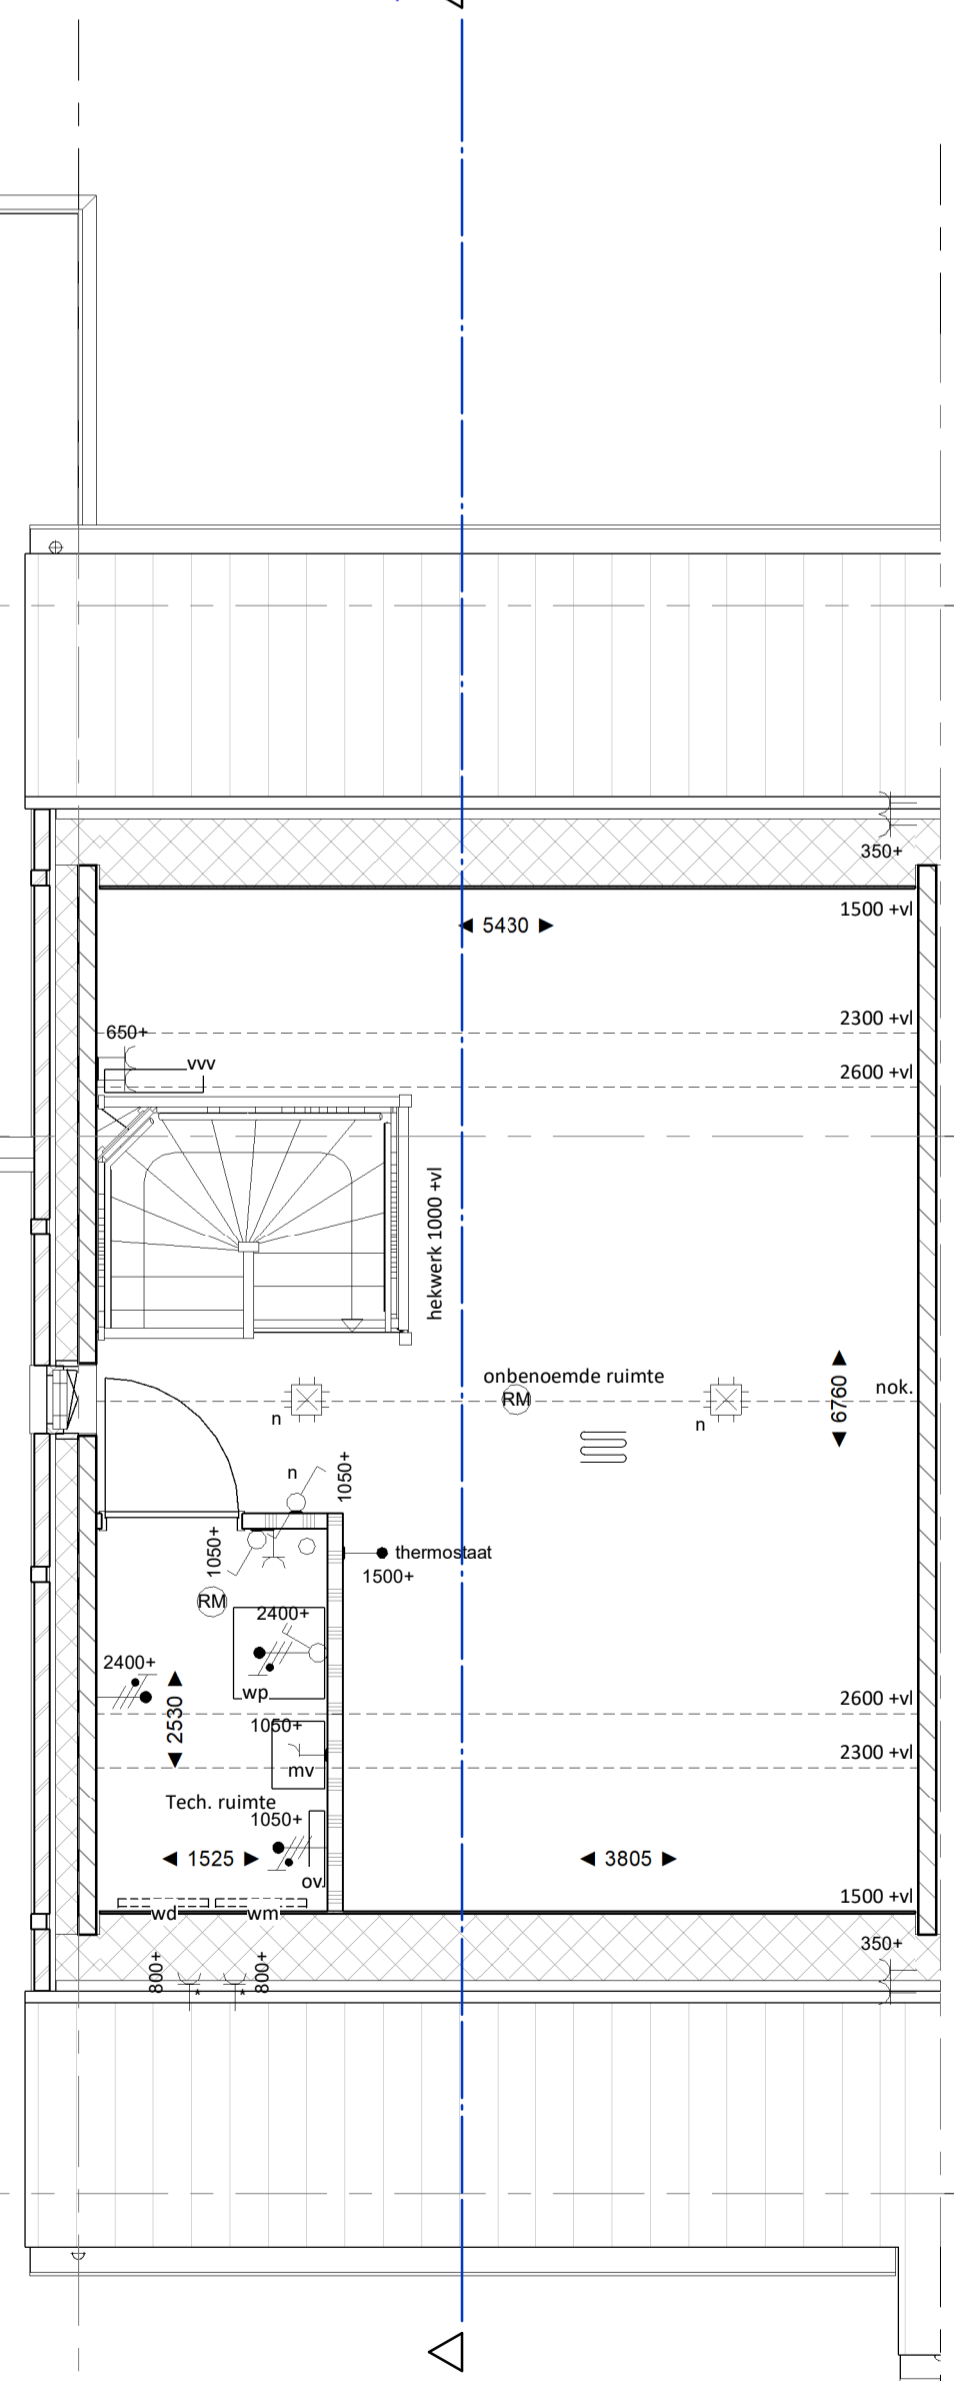 350+
1500 +vl
◄ 5430 ►
2300 +vl
650+
vvv
2600 +vl
hekwerk 1000 +vl
onbenoemde ruimte
◄ 6760 ►
nok.
RM
n
n
n
1050+
1050+
thermostaat
1500+
RM
2400+
2400+
wp
◄ 2530 ►
2600 +vl
1050+
2300 +vl
mv
Tech. ruimte
1050+
◄ 1525 ►
◄ 3805 ►
ov
1500 +vl
wd
wm
350+
800+
800+
*
*